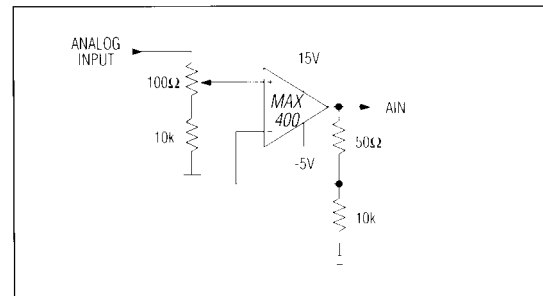 ANALOG
INPUT
15V
100Ω
+
MAX
400
AIN
10k
-
-5V
50Ω
10k